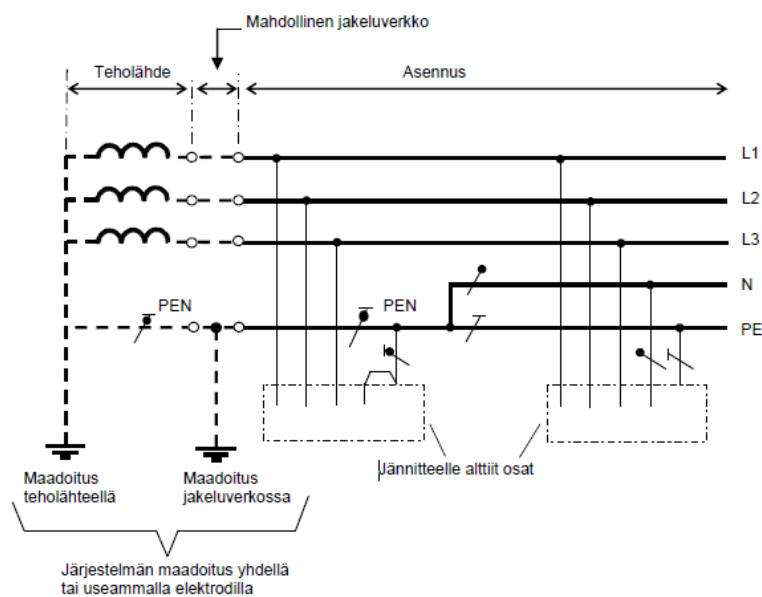 Mahdollinen jakeluverkko
Teholähde
Asennus
L1
L2
L3
N
PEN
PEN
PE
Jännitteelle alttiit osat
Maadoitus
teholähteellä
Maadoitus
jakeluverkossa
Järjestelmän maadoitus yhdellä
tai useammalla elektrodilla